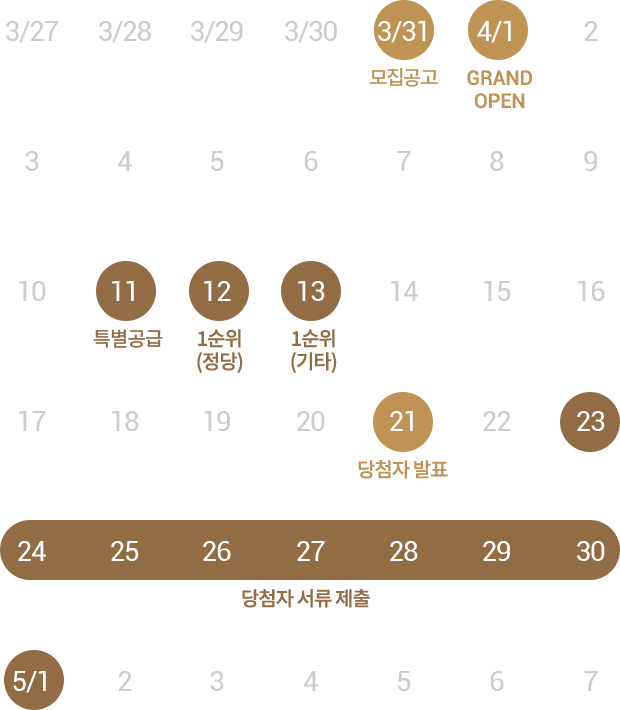 3/27 3/28 3/29 3/30 3/31 4/1 2
모집공고 GRAND
OPEN
3 4 5 6 7 8 9
10 11 12 13 14 15 16
특별공급 1순위 1순위
(정당) (기타)
17 18 19 20 21 22 23
당첨자 발표
24 25 26 27 28 29 30
당첨자 서류 제출
5/1 2 3 4 5 6 7